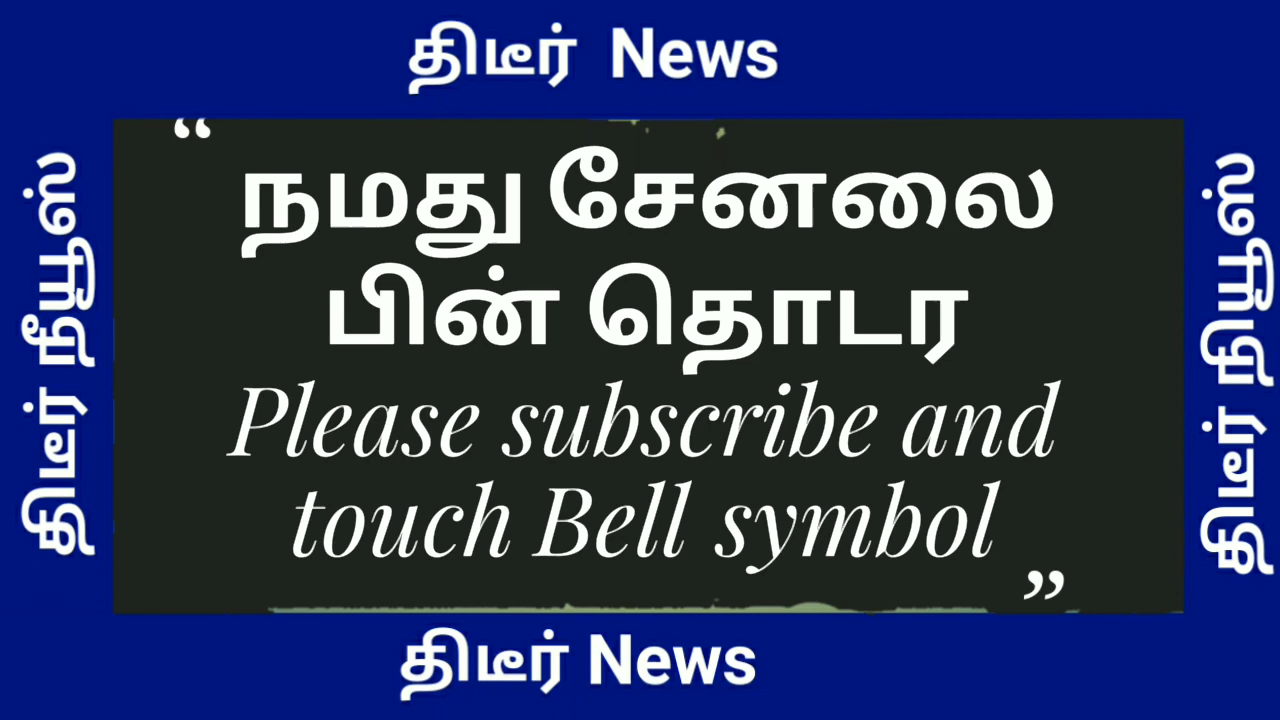 திடீர் News
“
நமது சேனலை
பின் தொடர
Please subscribe and
touch Bell symbol
”
திடீர் நியூஸ்
திடீர் நியூஸ்
திடீர் News